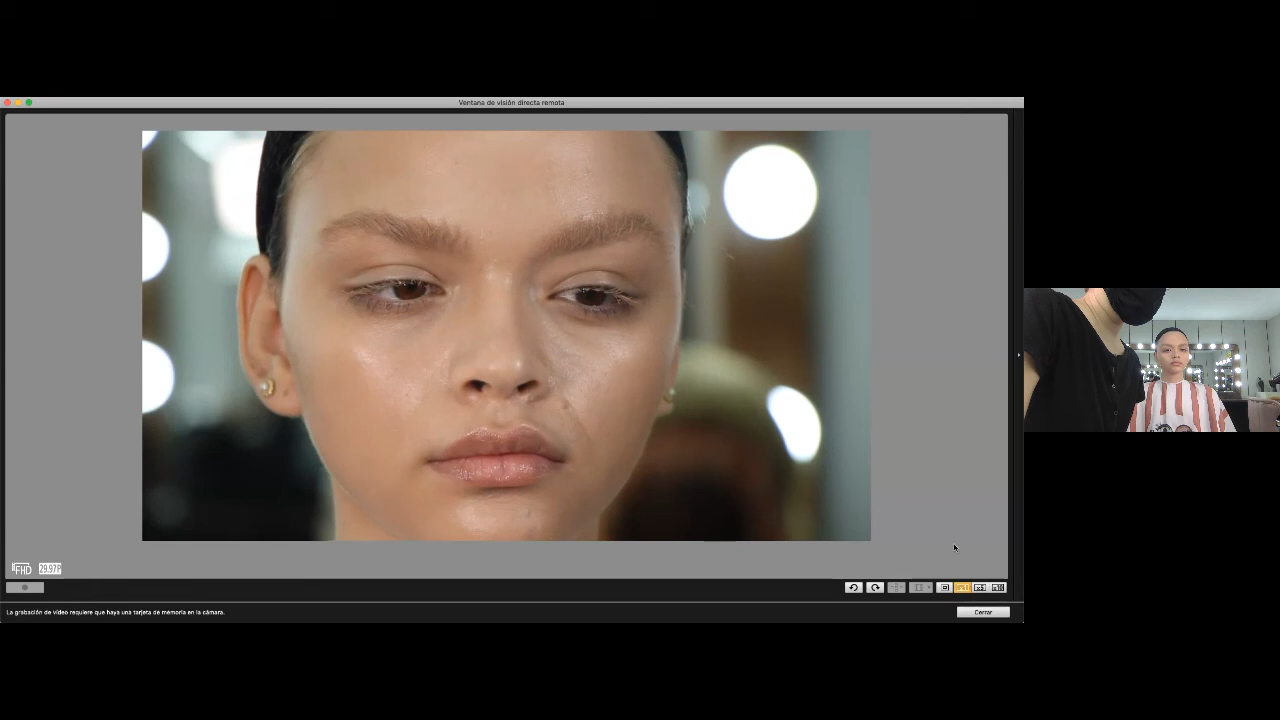 Ventana de visión directa remota
FHD 29.97P
La grabación de vídeo requiere que haya una tarjeta de memoria en la cámara.
Cerrar